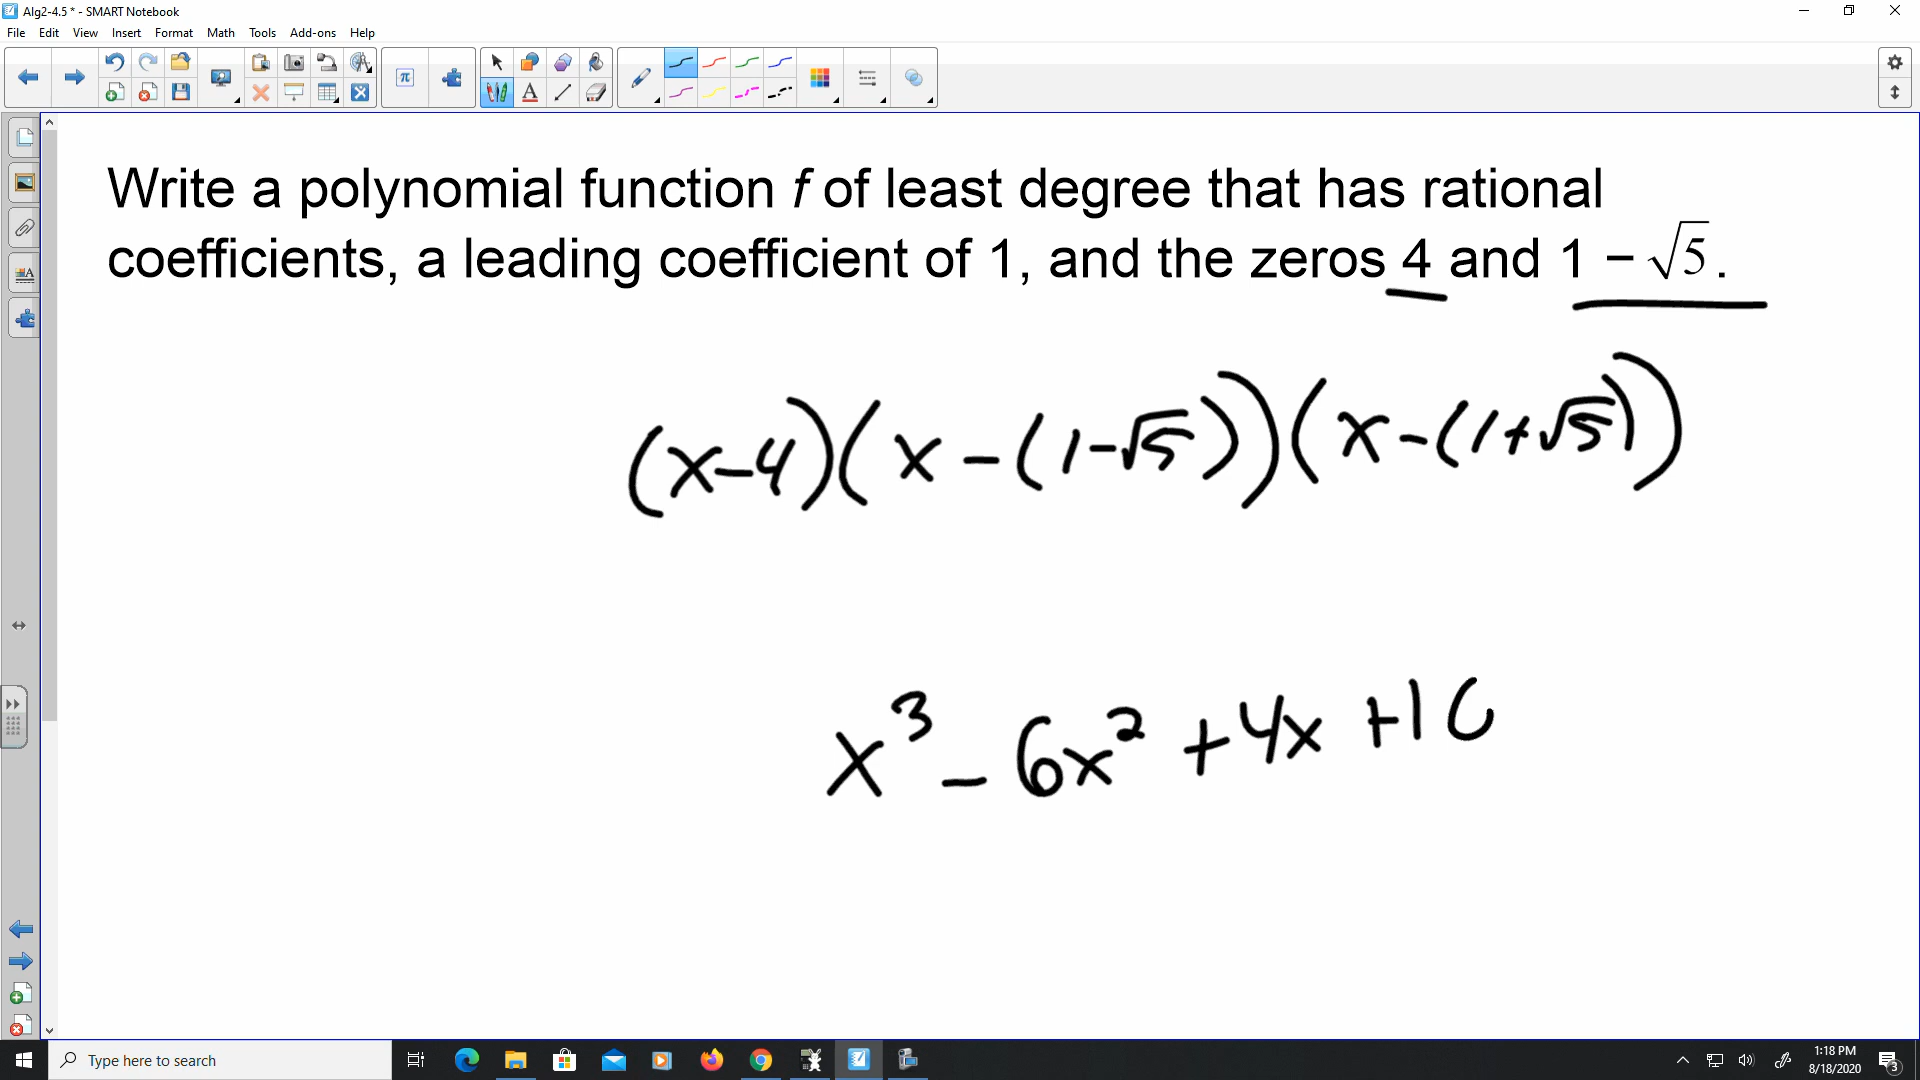 Alg2-4.5 * - SMART Notebook
File Edit View Insert Format Math Tools Add-ons Help
Write a polynomial function f of least degree that has rational
coefficients, a leading coefficient of 1, and the zeros 4 and 1 − √5.
(x-4)(x-(1-√5))(x-(1+√5))
x³ - 6x² + 4x + 1
Type here to search
1:18 PM
8/18/2020
3